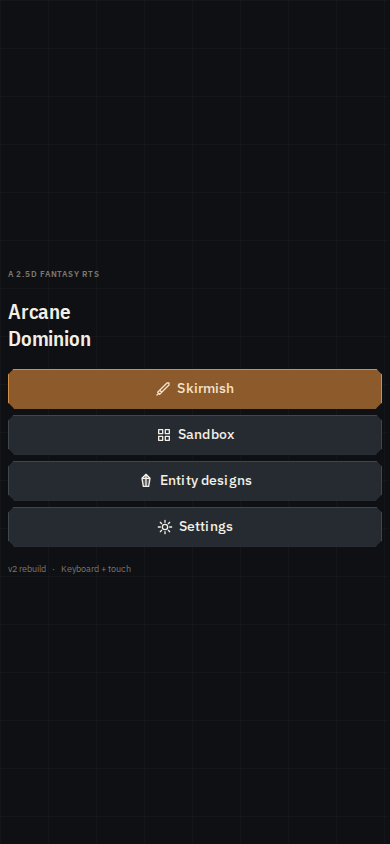 A 2.5D FANTASY RTS
Arcane
Dominion
Skirmish
Sandbox
Entity designs
Settings
v2 rebuild · Keyboard + touch